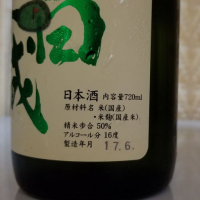 日本酒 内容量720ml
原材料名 米(国産)
・米麹(国産米)
精米歩合 50%
アルコール分 16度
製造年月 17.6.